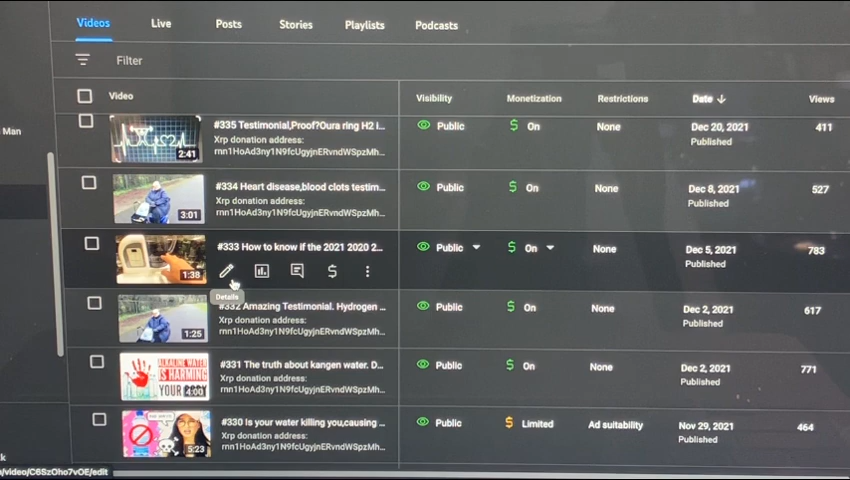 Videos Live Posts Stories Playlists Podcasts
Filter
Video Visibility Monetization Restrictions Date Views
#335 Testimonial,Proof?Oura ring H2 I... Public $ On None Dec 20, 2021 411
Xrp donation address: Published
rnn1HoAd3ny1N9fcUgyjnERvndWSpzMh...
2:41
Man
#334 Heart disease,blood clots testim... Public $ On None Dec 8, 2021 527
Xrp donation address: Published
rnn1HoAd3ny1N9fcUgyjnERvndWSpzMh...
3:01
#333 How to know if the 2021 2020 2... Public $ On None Dec 5, 2021 783
Published
1:38 $
Details
#332 Amazing Testimonial. Hydrogen ... Public $ On None Dec 2, 2021 617
Xrp donation address: Published
rnn1HoAd3ny1N9fcUgyjnERvndWSpzMh...
1:25
#331 The truth about kangen water. D... Public $ On None Dec 2, 2021 771
Xrp donation address: Published
rnn1HoAd3ny1N9fcUgyjnERvndWSpzMh...
ALKALINE WATER
IS HARMING
YOUR BODY
4:00
#330 Is your water killing you,causing ... Public $ Limited Ad suitability Nov 29, 2021 464
Xrp donation address: Published
rnn1HoAd3ny1N9fcUgyjnERvndWSpzMh...
5:23
k
/video/C6SzOho7vOE/edit